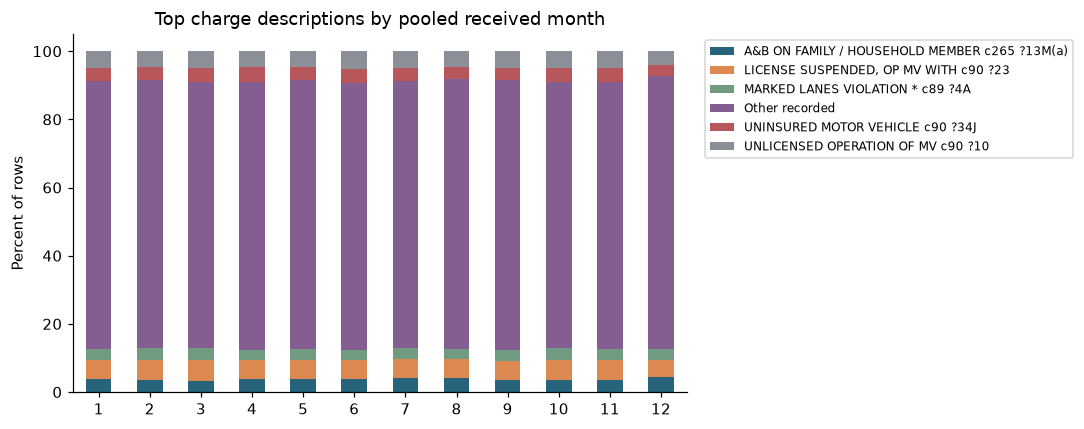 Top charge descriptions by pooled received month
Percent of rows
100
80
60
40
20
0
1 2 3 4 5 6 7 8 9 10 11 12
A&B ON FAMILY / HOUSEHOLD MEMBER c265 ?13M(a)
LICENSE SUSPENDED, OP MV WITH c90 ?23
MARKED LANES VIOLATION * c89 ?4A
Other recorded
UNINSURED MOTOR VEHICLE c90 ?34J
UNLICENSED OPERATION OF MV c90 ?10